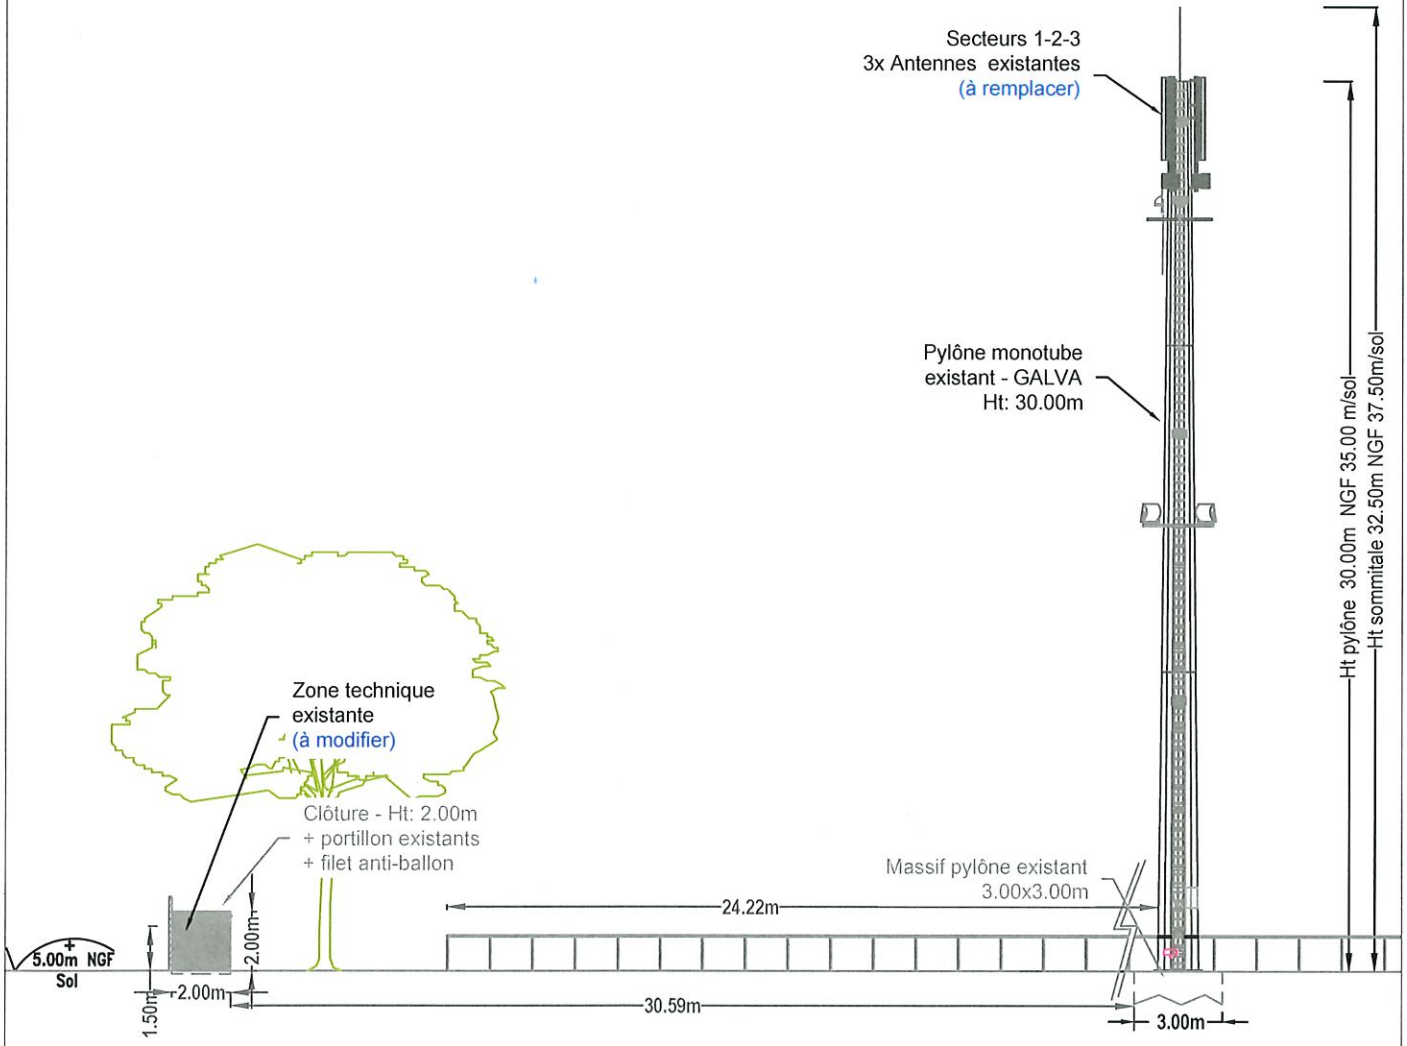 Secteurs 1-2-3
3x Antennes existantes
(à remplacer)
Pylône monotube
existant - GALVA
Ht: 30.00m
Ht pylône 30.00m NGF 35.00 m/sol
Ht sommitale 32.50m NGF 37.50m/sol
Zone technique
existante
(à modifier)
Clôture - Ht: 2.00m
+ portillon existants
+ filet anti-ballon
Massif pylône existant
3.00x3.00m
24.22m
2.00m
5.00m NGF
Sol
1.50m
2.00m
30.59m
3.00m